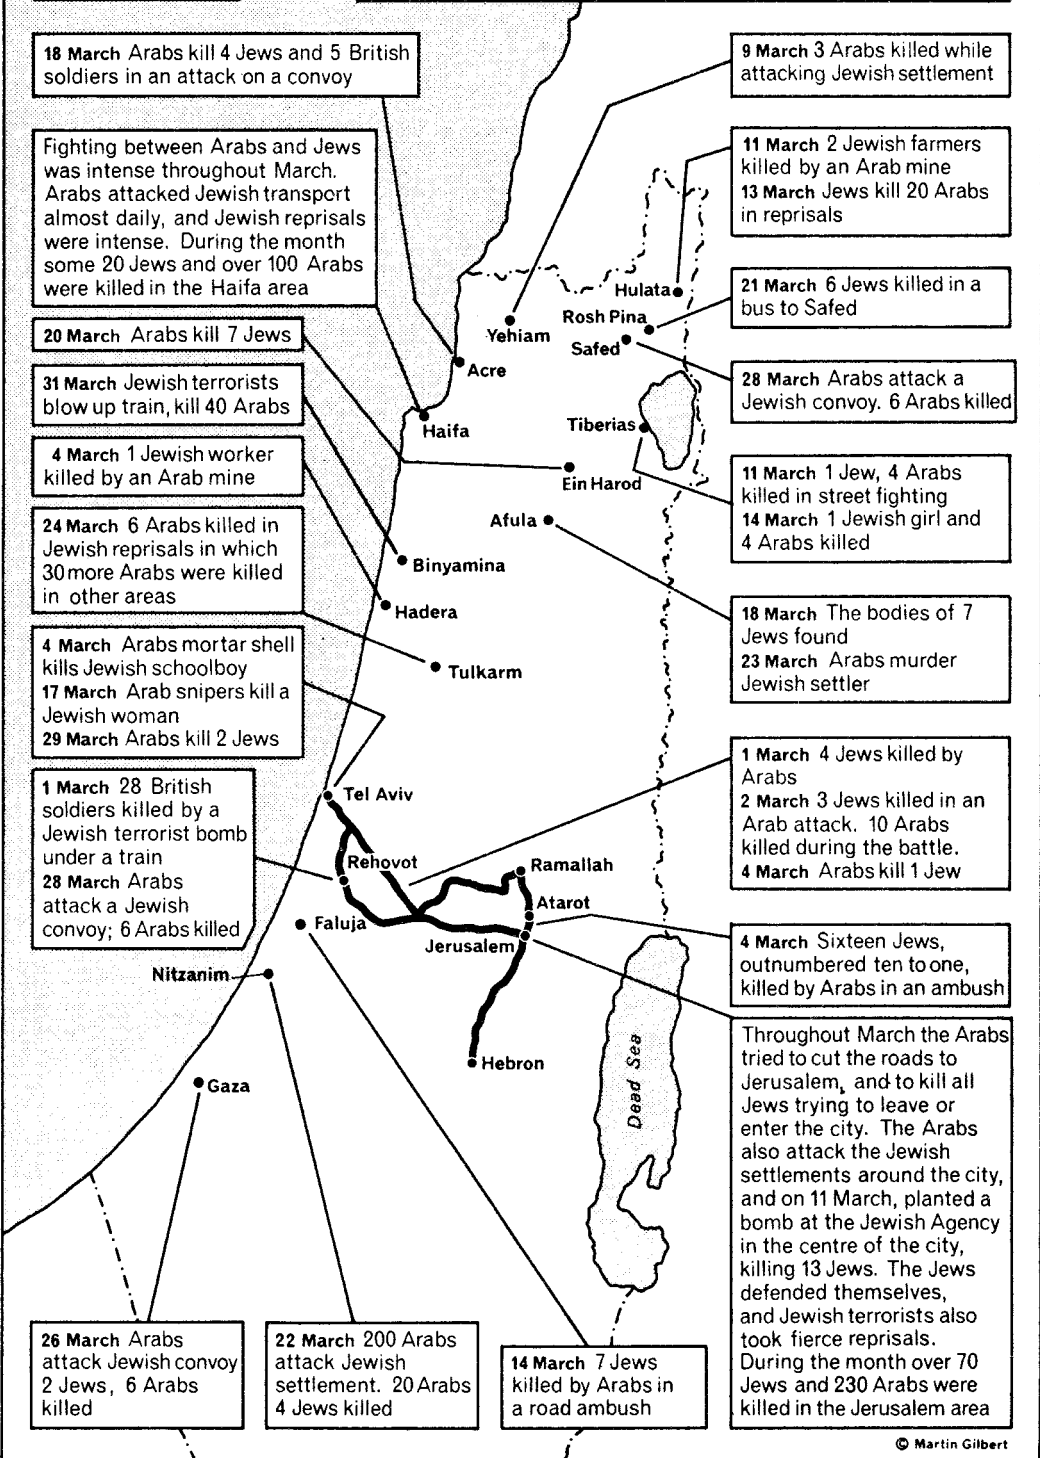 18 March Arabs kill 4 Jews and 5 British
soldiers in an attack on a convoy
Fighting between Arabs and Jews
was intense throughout March.
Arabs attacked Jewish transport
almost daily, and Jewish reprisals
were intense. During the month
some 20 Jews and over 100 Arabs
were killed in the Haifa area
20 March Arabs kill 7 Jews
31 March Jewish terrorists
blow up train, kill 40 Arabs
4 March 1 Jewish worker
killed by an Arab mine
24 March 6 Arabs killed in
Jewish reprisals in which
30 more Arabs were killed
in other areas
4 March Arabs mortar shell
kills Jewish schoolboy
17 March Arab snipers kill a
Jewish woman
29 March Arabs kill 2 Jews
1 March 28 British
soldiers killed by a
Jewish terrorist bomb
under a train
28 March Arabs
attack a Jewish
convoy; 6 Arabs killed
Hulata
Rosh Pina
Yehiam
Safed
Acre
Tiberias
Haifa
Ein Harod
Afula
Binyamina
Hadera
Tulkarm
Tel Aviv
Rehovot
Ramallah
Atarot
Faluja
Jerusalem
Nitzanim
Hebron
Gaza
Dead Sea
9 March 3 Arabs killed while
attacking Jewish settlement
11 March 2 Jewish farmers
killed by an Arab mine
13 March Jews kill 20 Arabs
in reprisals
21 March 6 Jews killed in a
bus to Safed
28 March Arabs attack a
Jewish convoy. 6 Arabs killed
11 March 1 Jew, 4 Arabs
killed in street fighting
14 March 1 Jewish girl and
4 Arabs killed
18 March The bodies of 7
Jews found
23 March Arabs murder
Jewish settler
1 March 4 Jews killed by
Arabs
2 March 3 Jews killed in an
Arab attack. 10 Arabs
killed during the battle.
4 March Arabs kill 1 Jew
4 March Sixteen Jews,
outnumbered ten to one,
killed by Arabs in an ambush
Throughout March the Arabs
tried to cut the roads to
Jerusalem, and to kill all
Jews trying to leave or
enter the city. The Arabs
also attack the Jewish
settlements around the city,
and on 11 March, planted a
bomb at the Jewish Agency
in the centre of the city,
killing 13 Jews. The Jews
defended themselves,
and Jewish terrorists also
took fierce reprisals.
During the month over 70
Jews and 230 Arabs were
killed in the Jerusalem area
26 March Arabs
attack Jewish convoy
2 Jews, 6 Arabs
killed
22 March 200 Arabs
attack Jewish
settlement. 20 Arabs
4 Jews killed
14 March 7 Jews
killed by Arabs in
a road ambush
© Martin Gilbert